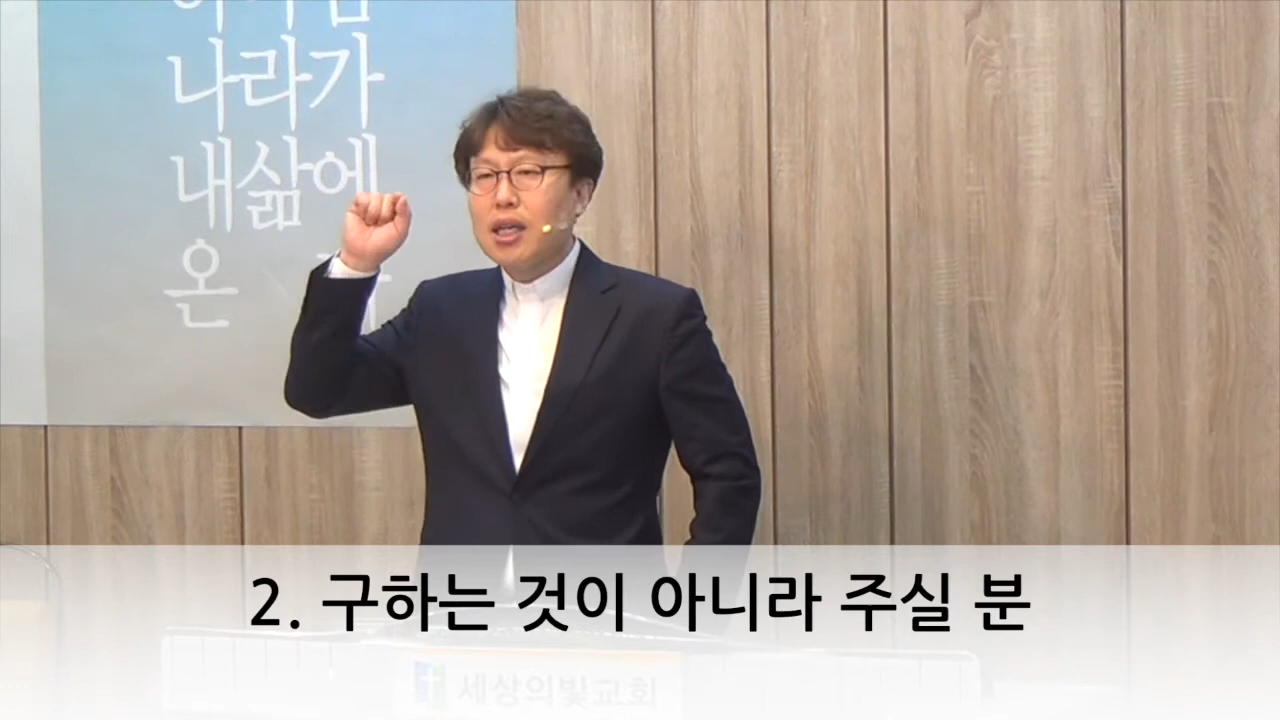 나라가
내삶에
온
2. 구하는 것이 아니라 주실 분
세상의빛교회